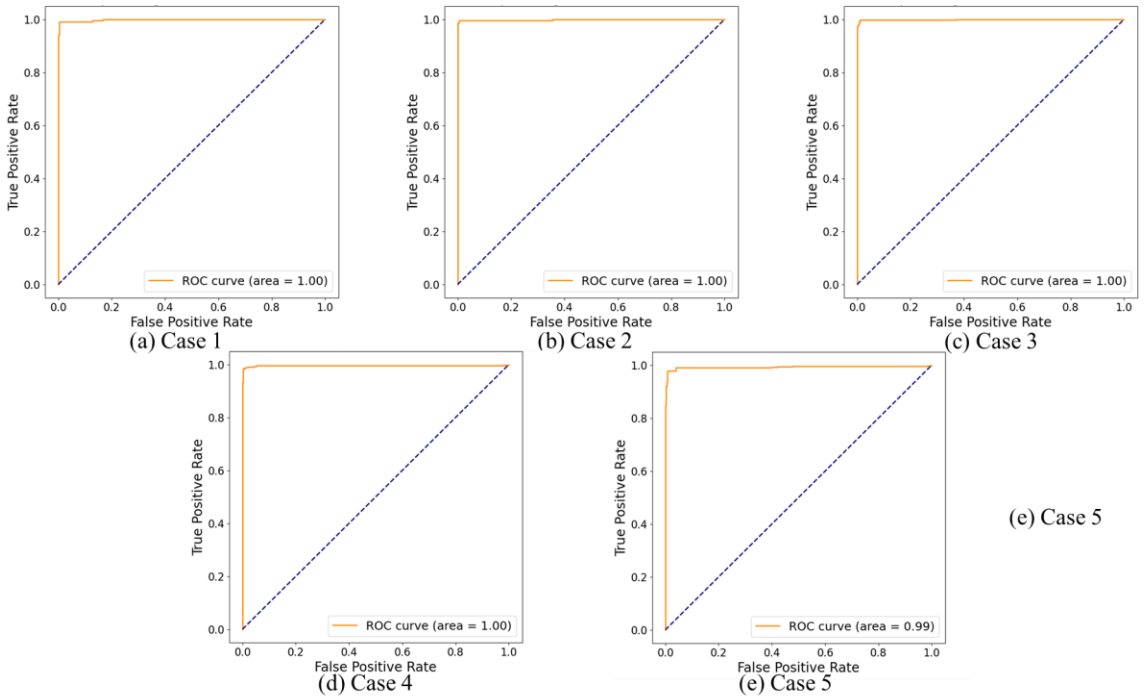 1.0
0.8
0.6
0.4
0.2
0.0
True Positive Rate
ROC curve (area = 1.00)
0.0 0.2 0.4 0.6 0.8 1.0
False Positive Rate
(a) Case 1
1.0
0.8
0.6
0.4
0.2
0.0
True Positive Rate
ROC curve (area = 1.00)
0.0 0.2 0.4 0.6 0.8 1.0
False Positive Rate
(b) Case 2
1.0
0.8
0.6
0.4
0.2
0.0
True Positive Rate
ROC curve (area = 1.00)
0.0 0.2 0.4 0.6 0.8 1.0
False Positive Rate
(c) Case 3
1.0
0.8
0.6
0.4
0.2
0.0
True Positive Rate
ROC curve (area = 1.00)
0.0 0.2 0.4 0.6 0.8 1.0
False Positive Rate
(d) Case 4
1.0
0.8
0.6
0.4
0.2
0.0
True Positive Rate
ROC curve (area = 0.99)
0.0 0.2 0.4 0.6 0.8 1.0
False Positive Rate
(e) Case 5
(e) Case 5